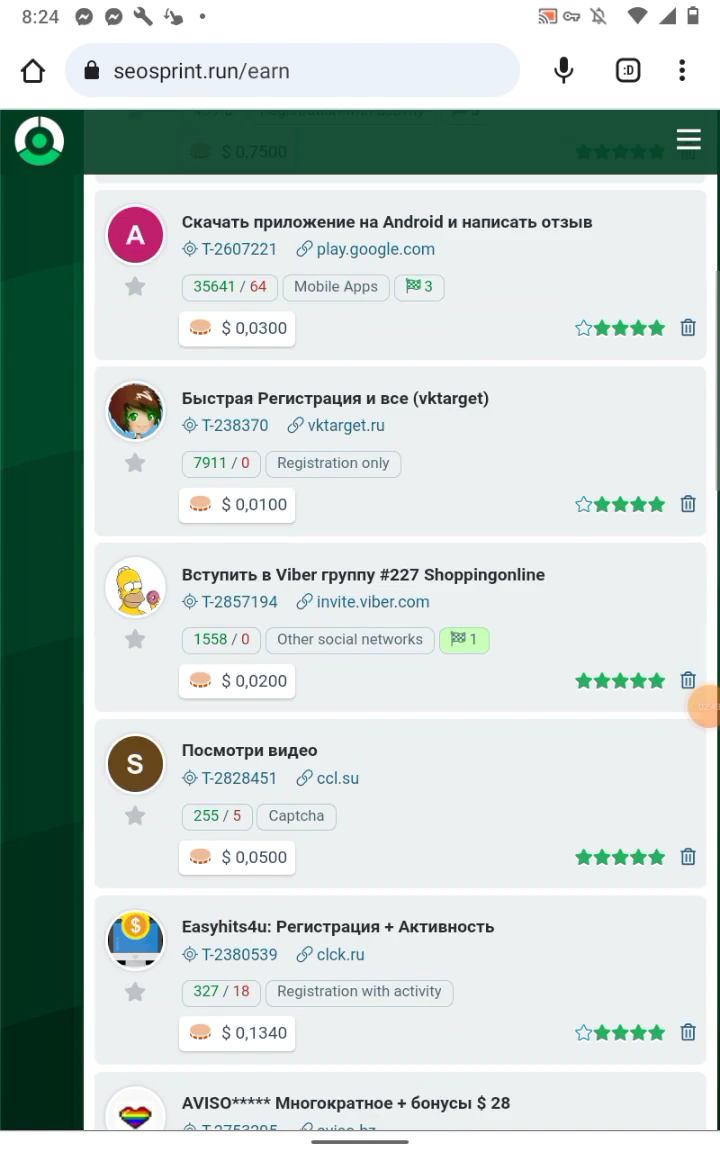 8:24
:D
seosprint.run/earn
$ 0,7500
A
Скачать приложение на Android и написать отзыв
T-2607221 play.google.com
35641 / 64 Mobile Apps 3
$ 0,0300
Быстрая Регистрация и все (vktarget)
T-238370 vktarget.ru
7911 / 0 Registration only
$ 0,0100
Вступить в Viber группу #227 Shoppingonline
T-2857194 invite.viber.com
1558 / 0 Other social networks 1
$ 0,0200
S
Посмотри видео
T-2828451 ccl.su
255 / 5 Captcha
$ 0,0500
Easyhits4u: Регистрация + Активность
T-2380539 clck.ru
327 / 18 Registration with activity
$ 0,1340
AVISO***** Многократное + бонусы $ 28